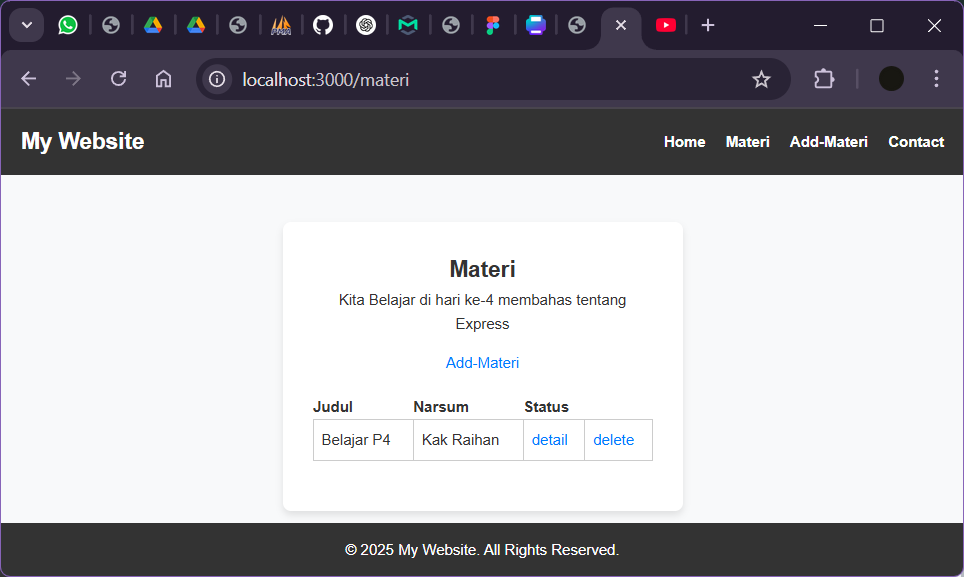 localhost:3000/materi
My Website
Home Materi Add-Materi Contact
Materi
Kita Belajar di hari ke-4 membahas tentang
Express
Add-Materi
Judul Narsum Status
Belajar P4 Kak Raihan detail delete
© 2025 My Website. All Rights Reserved.